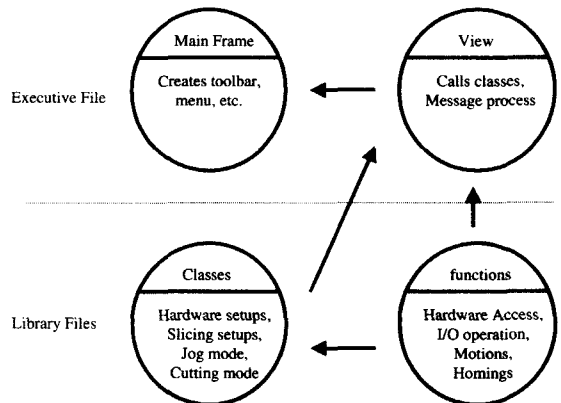 Main Frame
View
Executive File
Creates toolbar,
menu, etc.
Calls classes,
Message process
Classes
functions
Library Files
Hardware setups,
Slicing setups,
Jog mode,
Cutting mode
Hardware Access,
I/O operation,
Motions,
Homings